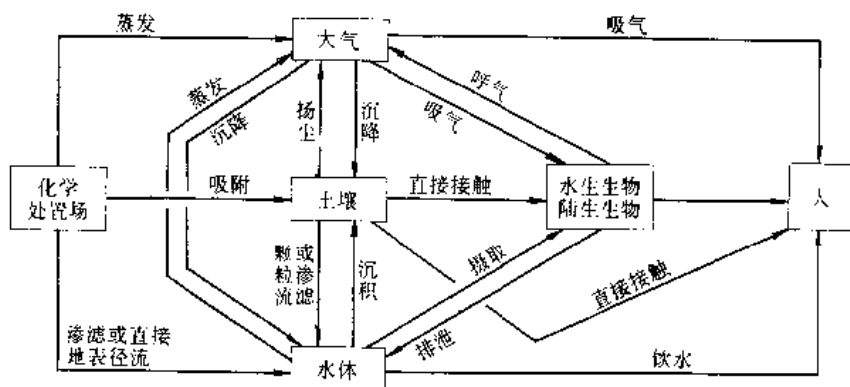 蒸发
吸气
大气
蒸发
沉降
扬尘
沉降
呼气
吸气
化学
处置场
吸附
土壤
直接接触
水生生物
陆生生物
人
颗粒流
或渗滤
沉积
摄取
排泄
直接接触
渗滤或直接
地表径流
水体
饮水